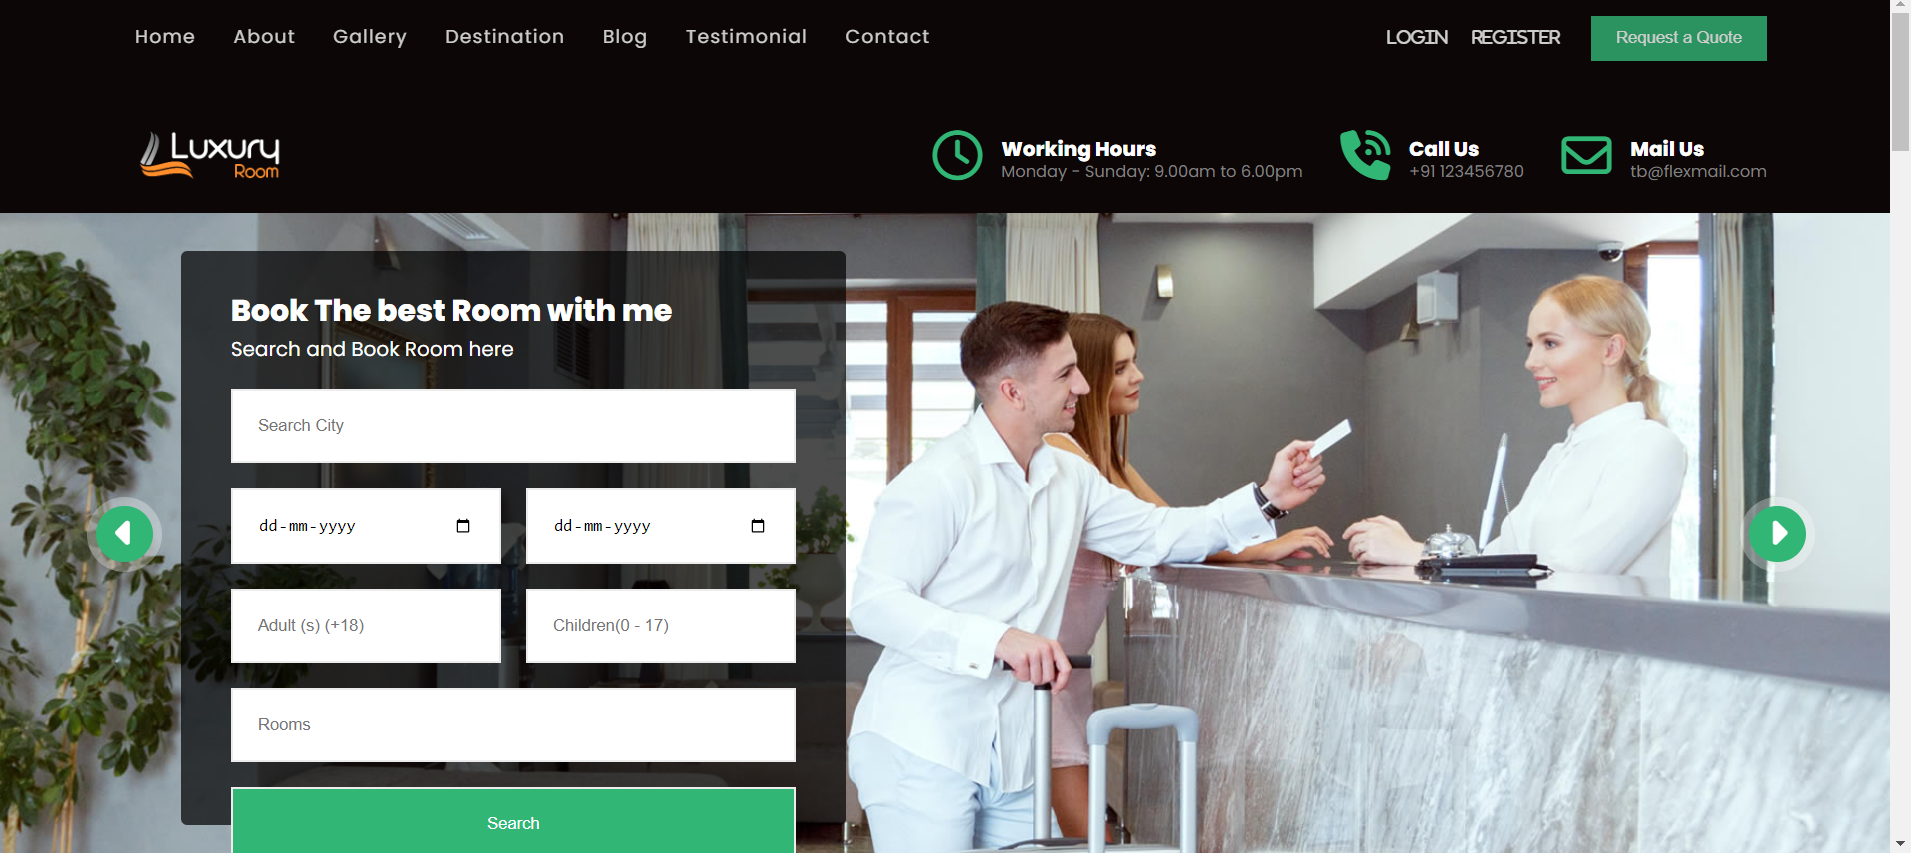 Home About Gallery Destination Blog Testimonial Contact LOGIN REGISTER Request a Quote
Luxury
Room
Working Hours
Monday - Sunday: 9.00am to 6.00pm
Call Us
+91 123456780
Mail Us
tb@flexmail.com
Book The best Room with me
Search and Book Room here
Search City
dd-mm-yyyy dd-mm-yyyy
Adult (s) (+18) Children(0 - 17)
Rooms
Search